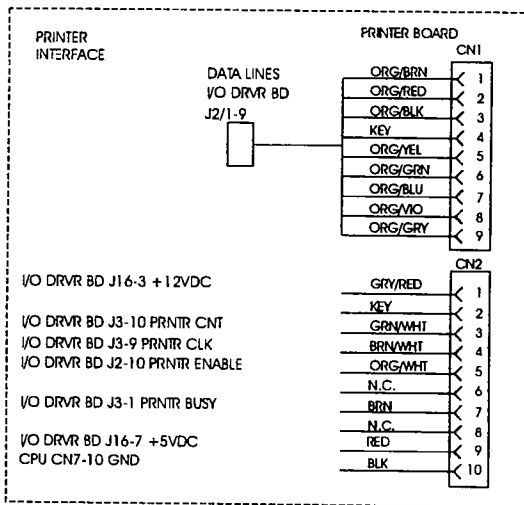 PRINTER
INTERFACE
PRINTER BOARD
CN1
DATA LINES
I/O DRVR BD
J2/1-9
ORG/BRN 1
ORG/RED 2
ORG/BLK 3
KEY 4
ORG/YEL 5
ORG/GRN 6
ORG/BLU 7
ORG/VIO 8
ORG/GRY 9
CN2
I/O DRVR BD J16-3 +12VDC GRY/RED 1
KEY 2
I/O DRVR BD J3-10 PRNTR CNT GRN/WHT 3
I/O DRVR BD J3-9 PRNTR CLK BRN/WHT 4
I/O DRVR BD J2-10 PRNTR ENABLE ORG/WHT 5
N.C. 6
I/O DRVR BD J3-1 PRNTR BUSY BRN 7
N.C. 8
I/O DRVR BD J16-7 +5VDC RED 9
CPU CN7-10 GND BLK 10